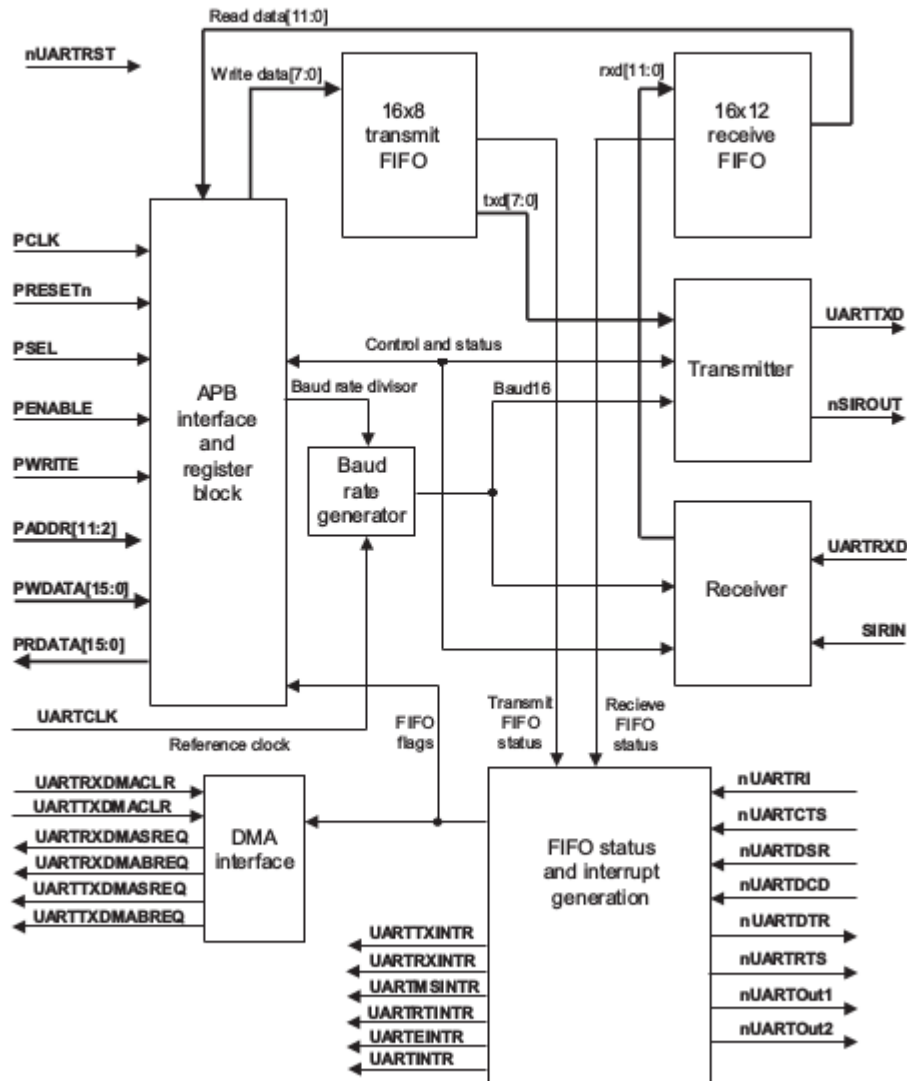 Read data[11:0]
nUARTRST
Write data[7:0]
rxd[11:0]
16x8
transmit
FIFO
16x12
receive
FIFO
txd[7:0]
PCLK
PRESETn
PSEL
PENABLE
PWRITE
PADDR[11:2]
PWDATA[15:0]
PRDATA[15:0]
APB
interface
and
register
block
Control and status
Baud rate divisor
Baud16
Baud
rate
generator
Transmitter
UARTTXD
nSIROUT
Receiver
UARTRXD
SIRIN
UARTCLK
Reference clock
FIFO
flags
Transmit
FIFO
status
Recieve
FIFO
status
UARTRXDMACLR
UARTTXDMACLR
UARTRXDMASREQ
UARTRXDMABREQ
UARTTXDMASREQ
UARTTXDMABREQ
DMA
interface
FIFO status
and interrupt
generation
nUARTRI
nUARTCTS
nUARTDSR
nUARTDCD
nUARTDTR
nUARTRTS
nUARTOut1
nUARTOut2
UARTTXINTR
UARTRXINTR
UARTMSINTR
UARTRTINTR
UARTEINTR
UARTINTR